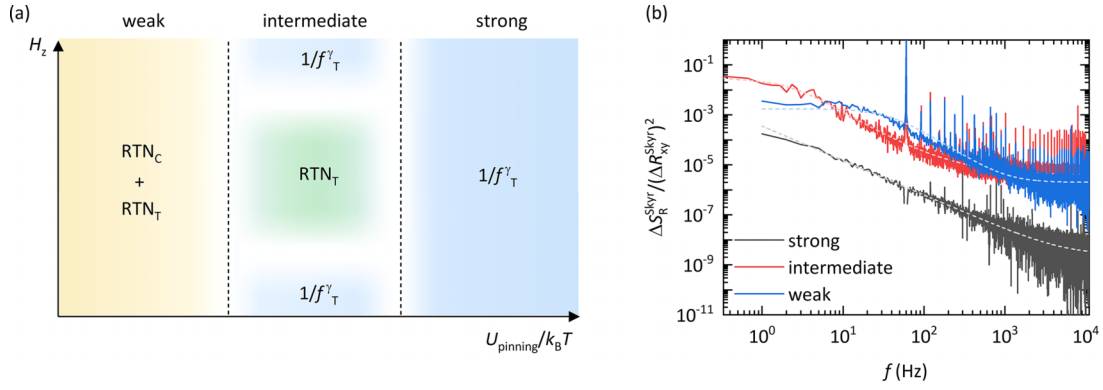 (a)
weak intermediate strong
H_z
1/f^γ_T
RTN_C
+
RTN_T
RTN_T
1/f^γ_T
1/f^γ_T
U_pinning/k_BT
(b)
ΔS_R^Skyr/(ΔR_xy^Skyr)^2
10^-1
10^-3
10^-5
10^-7
10^-9
10^-11
strong
intermediate
weak
10^0 10^1 10^2 10^3 10^4
f (Hz)